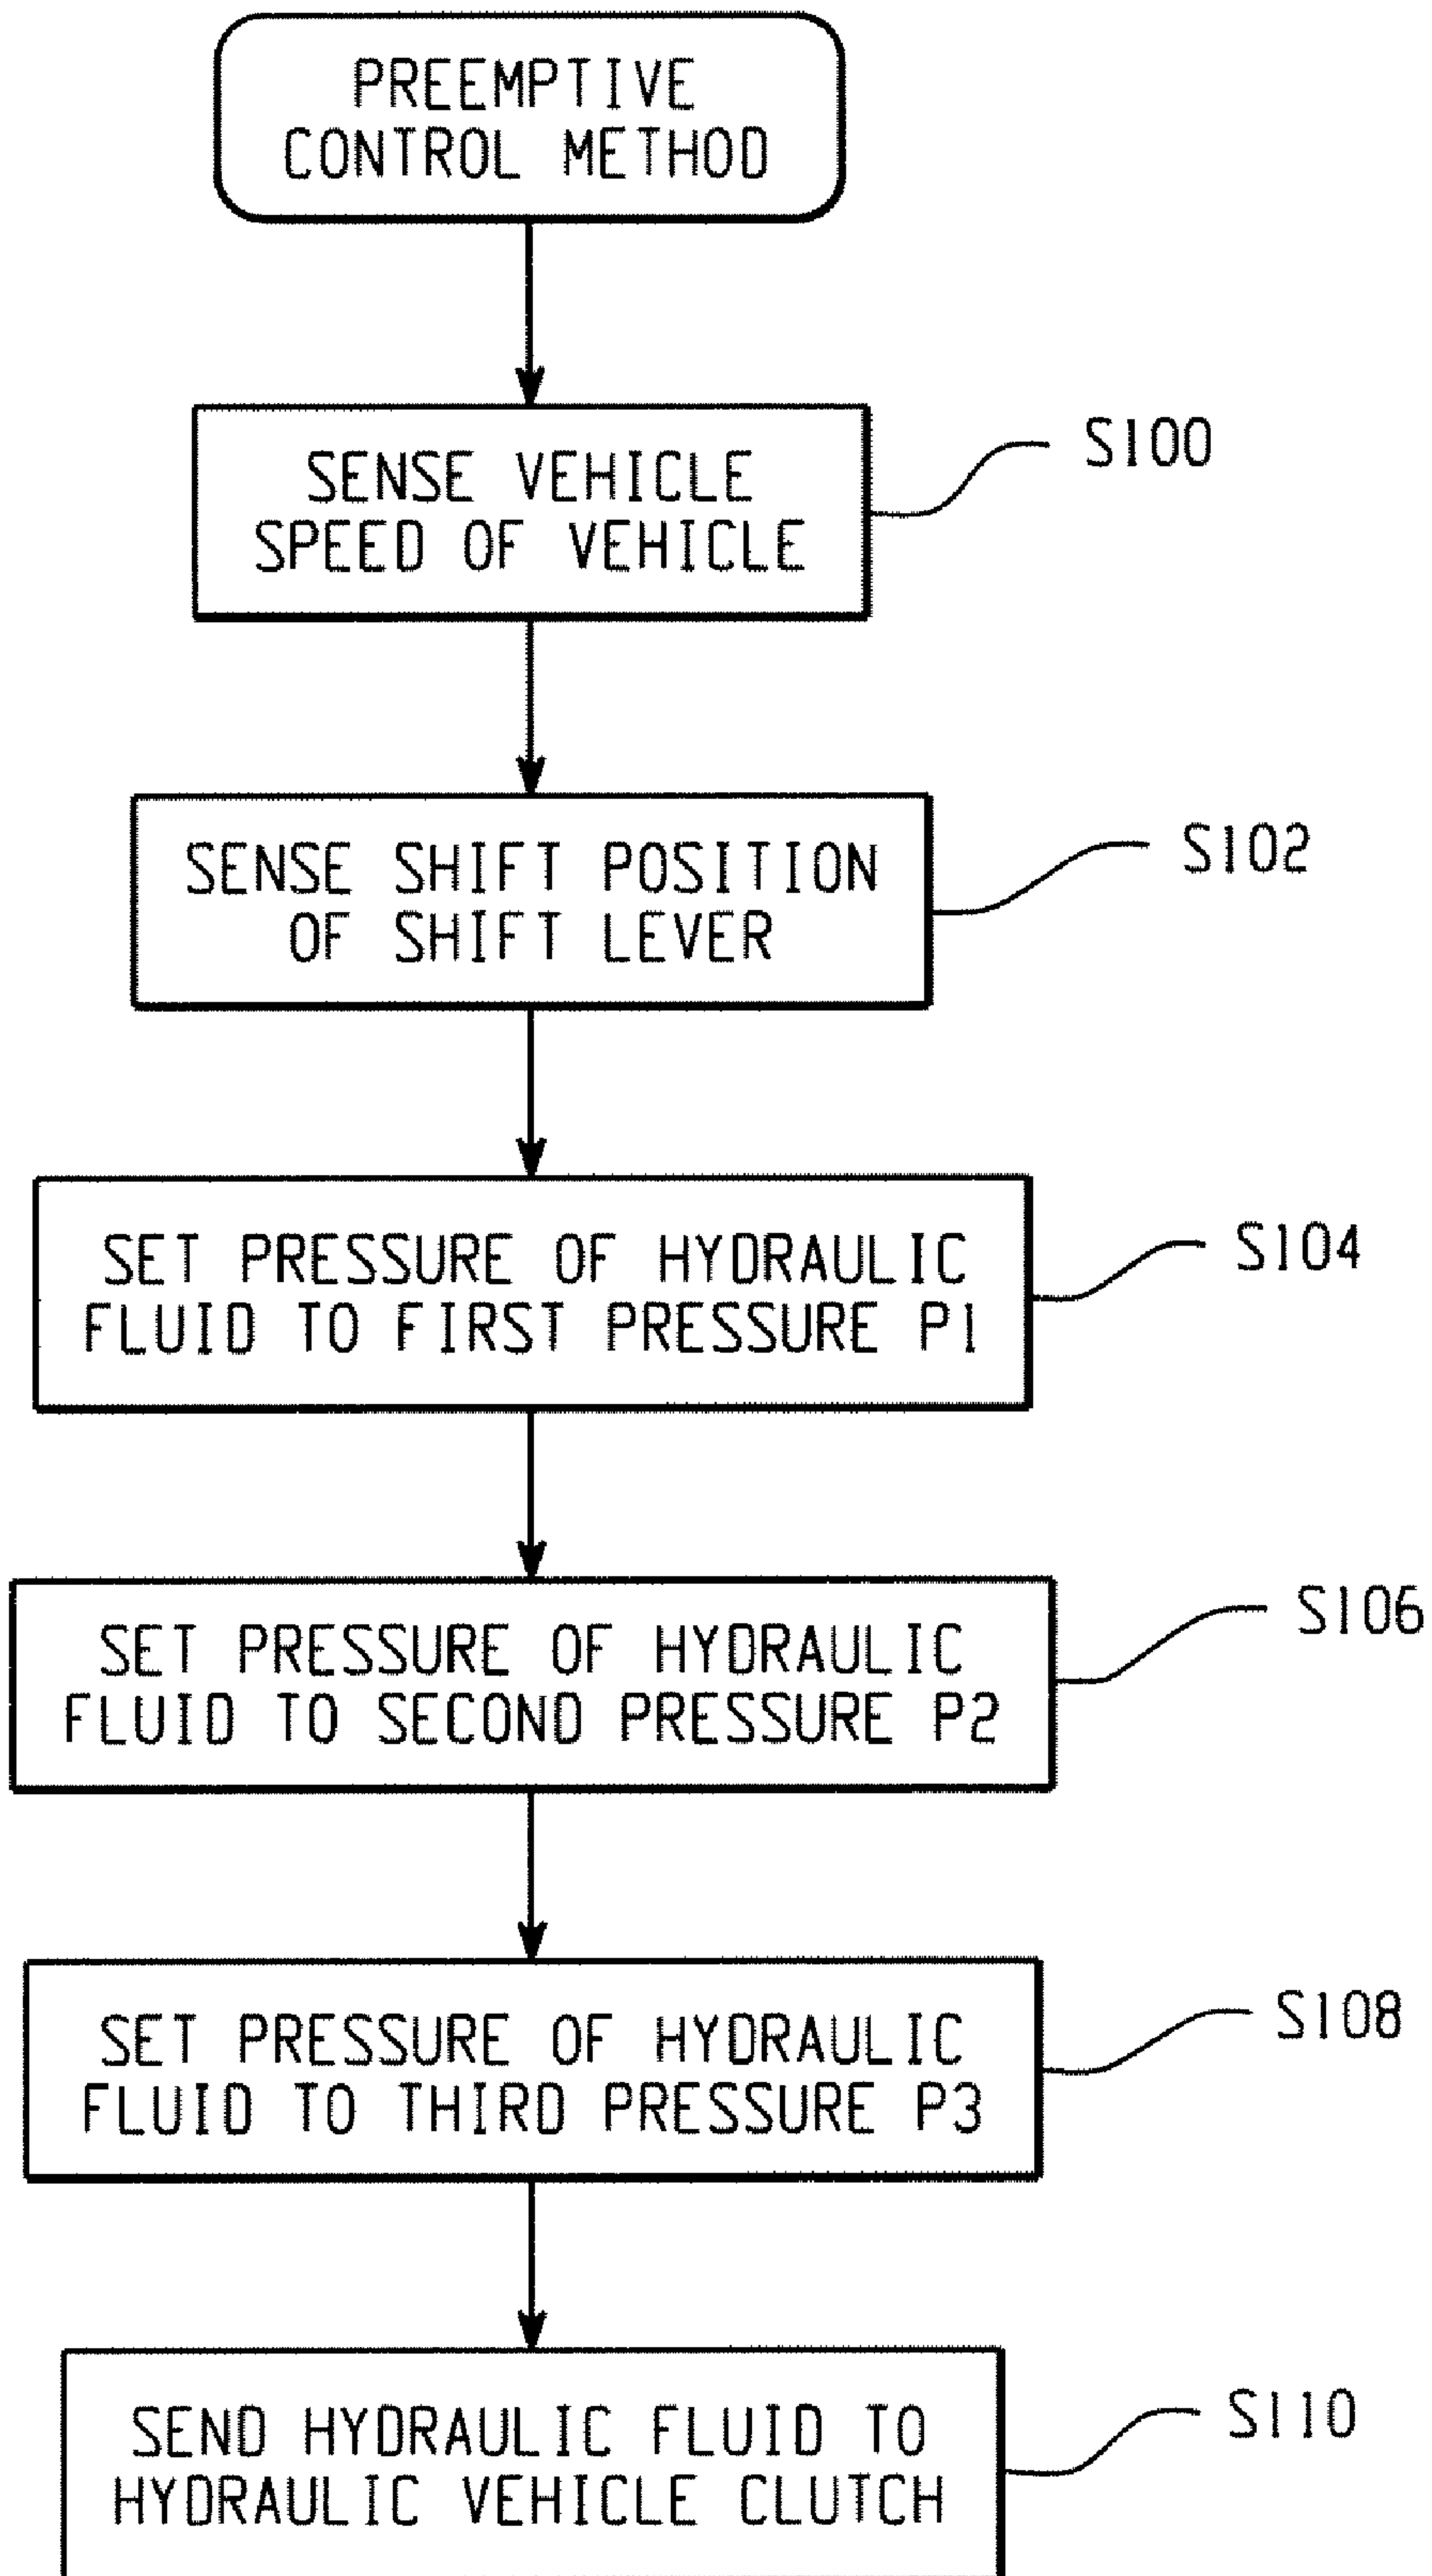 PREEMPTIVE
CONTROL METHOD
SENSE VEHICLE
SPEED OF VEHICLE
S100
SENSE SHIFT POSITION
OF SHIFT LEVER
S102
SET PRESSURE OF HYDRAULIC
FLUID TO FIRST PRESSURE P1
S104
SET PRESSURE OF HYDRAULIC
FLUID TO SECOND PRESSURE P2
S106
SET PRESSURE OF HYDRAULIC
FLUID TO THIRD PRESSURE P3
S108
SEND HYDRAULIC FLUID TO
HYDRAULIC VEHICLE CLUTCH
S110